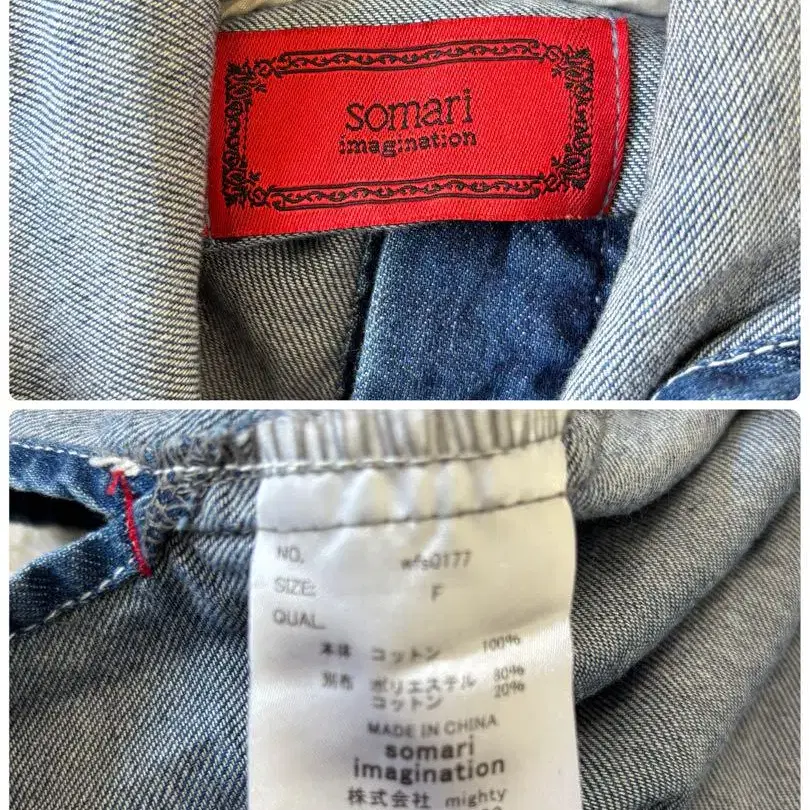 somari
imagination
NO. wfs0177
SIZE: F
QUAL.
本体 コットン 100%
別布 ポリエステル 80%
コットン 20%
MADE IN CHINA
somari
imagination
株式会社 mighty